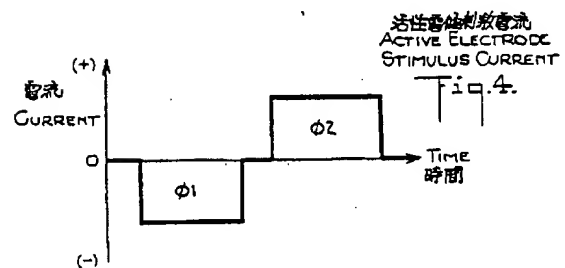 活性電極刺激電流
ACTIVE ELECTRODE
STIMULUS CURRENT
Fig.4.
(+)
電流
CURRENT
0
φ1
φ2
TIME
時間
(-)